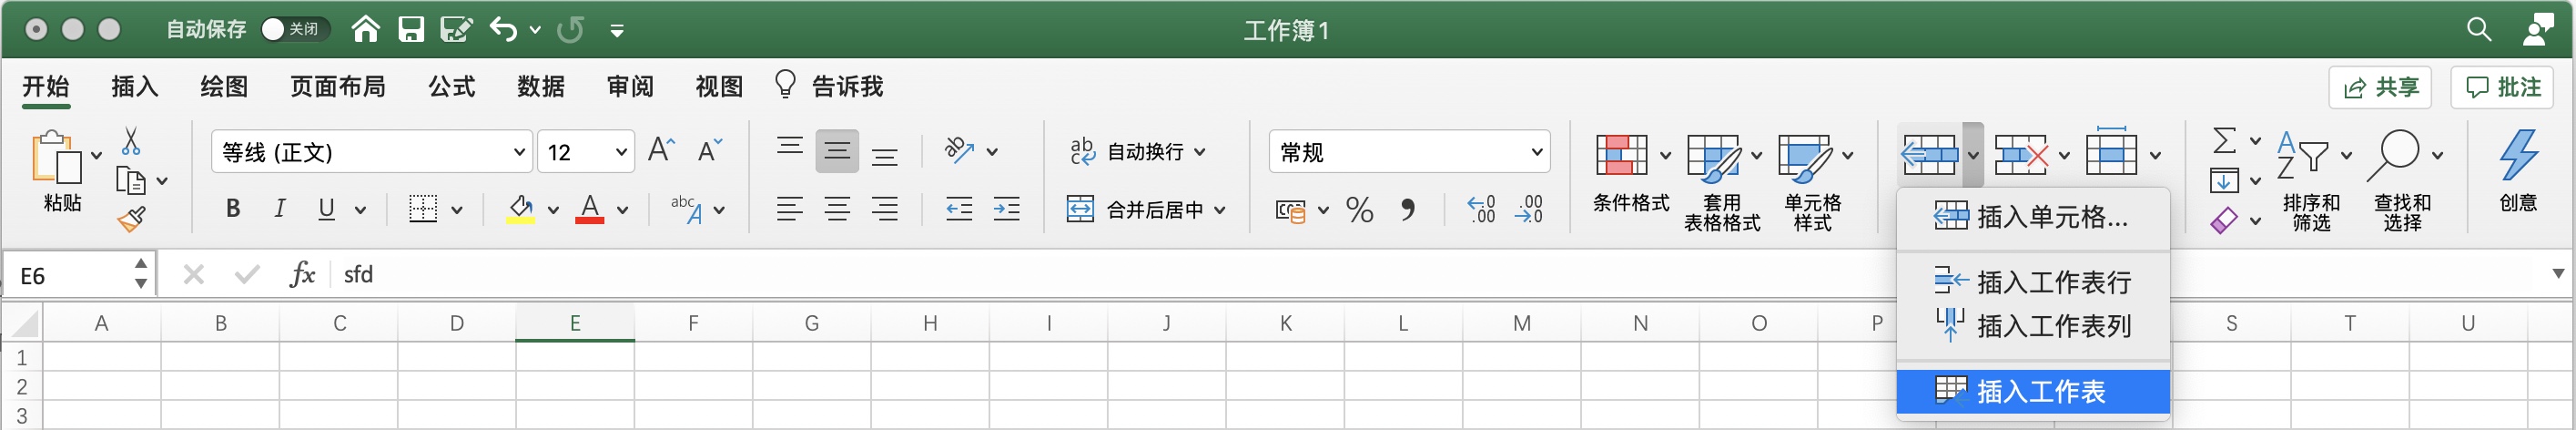 自动保存 关闭 工作簿1
开始 插入 绘图 页面布局 公式 数据 审阅 视图 告诉我 共享 批注
等线 (正文) 12 A A ab 自动换行 常规
粘贴 B I U A abc A 合并后居中 % .00 .00 条件格式 套用 单元格 排序和 查找和 创意
表格格式 样式 筛选 选择
插入单元格...
插入工作表行
插入工作表列
插入工作表
E6 fx sfd
A B C D E F G H I J K L M N O P S T U
1
2
3